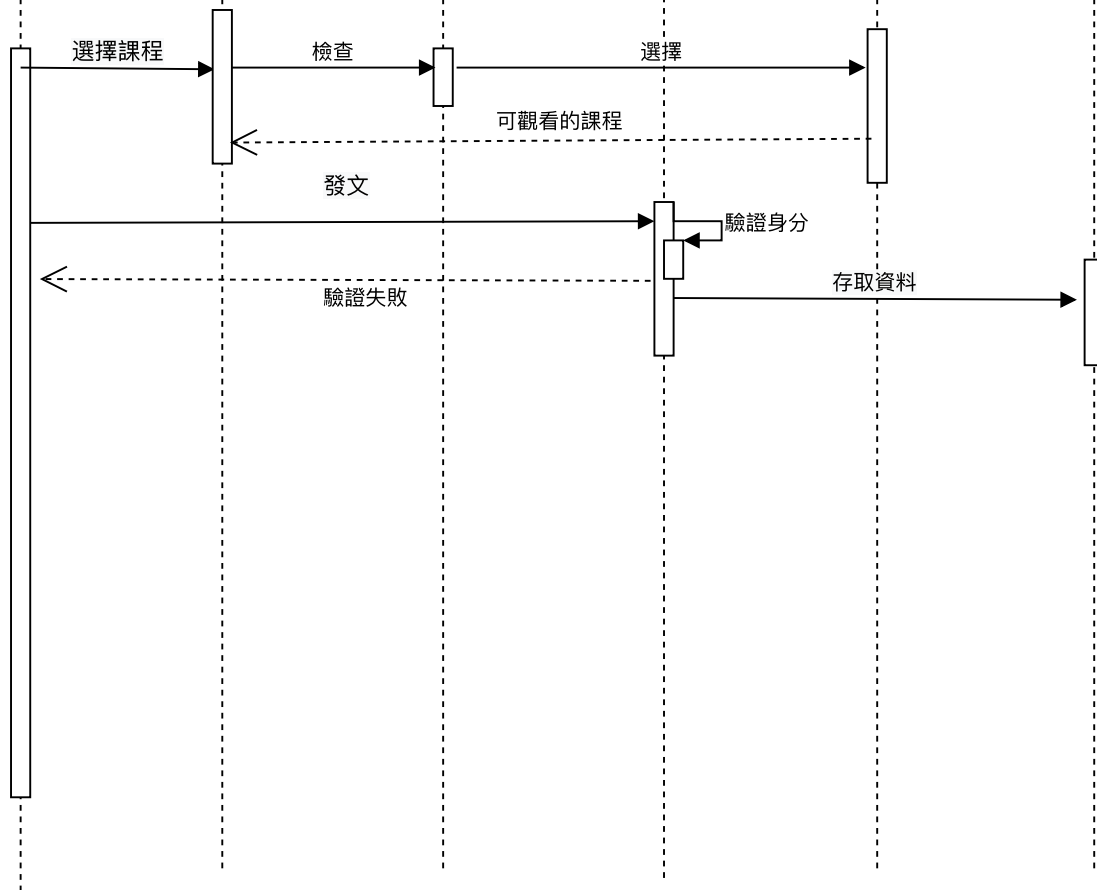 選擇課程
檢查
選擇
可觀看的課程
發文
驗證身分
驗證失敗
存取資料